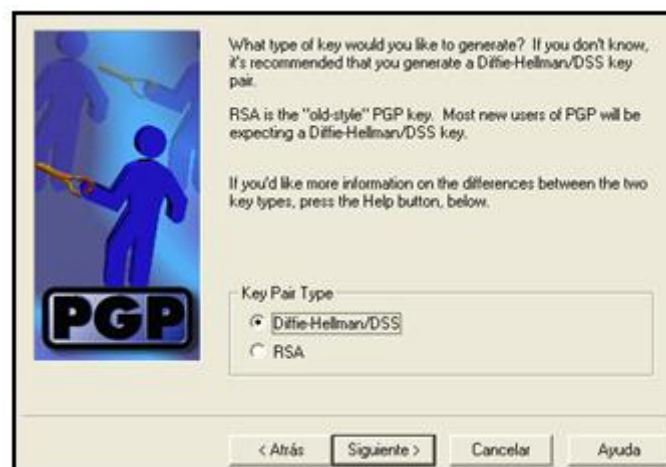 What type of key would you like to generate? If you don't know,
it's recommended that you generate a Diffie-Hellman/DSS key
pair.
RSA is the "old-style" PGP key. Most new users of PGP will be
expecting a Diffie-Hellman/DSS key.
If you'd like more information on the differences between the two
key types, press the Help button, below.
PGP
Key Pair Type
Diffie-Hellman/DSS
RSA
< Atrás
Siguiente >
Cancelar
Ayuda